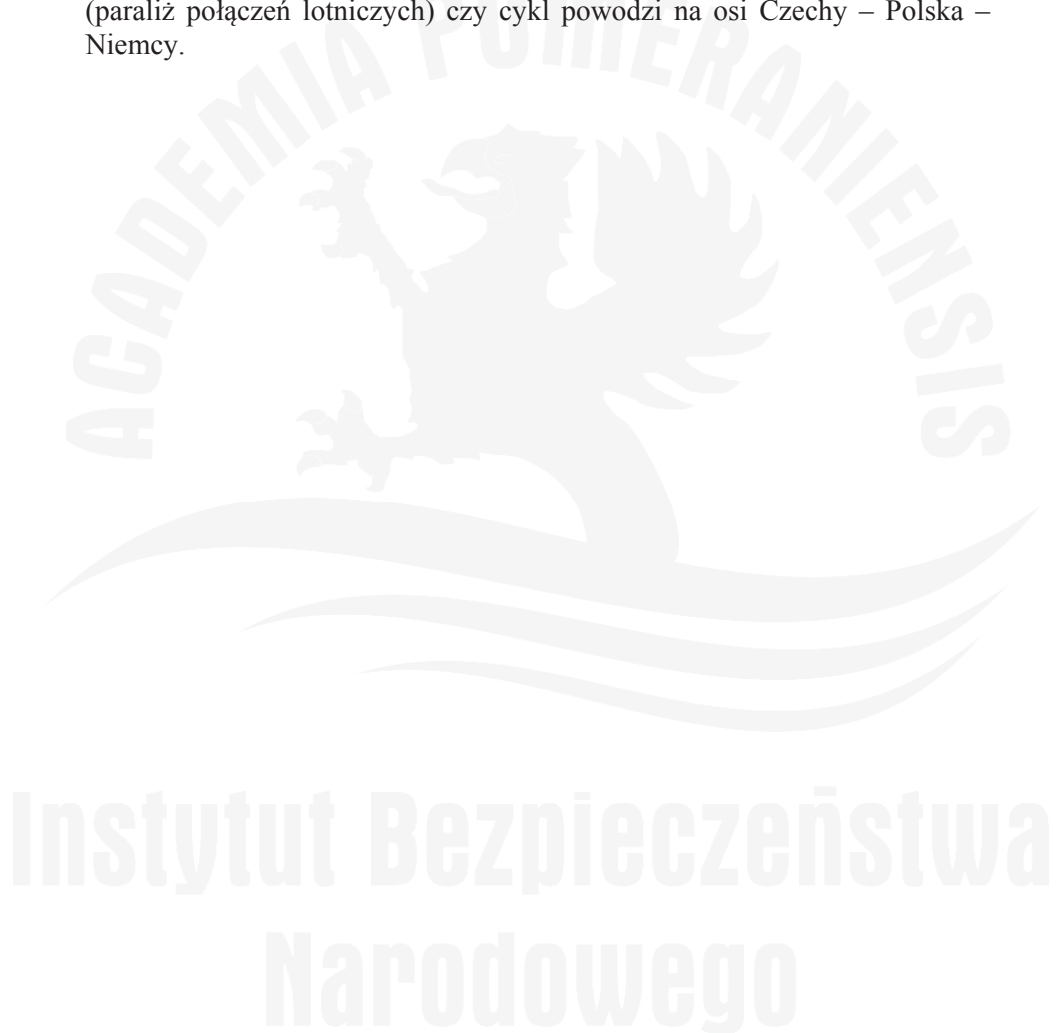 (paraliż połączeń lotniczych) czy cykl powodzi na osi Czechy – Polska –
Niemcy.
ACADEMIA POMERANIENSIS
Instytut Bezpieczeństwa
Narodowego